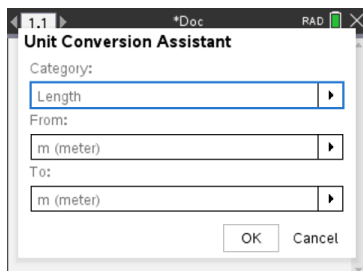 1.1 *Doc RAD
Unit Conversion Assistant
Category:
Length
From:
m (meter)
To:
m (meter)
OK Cancel